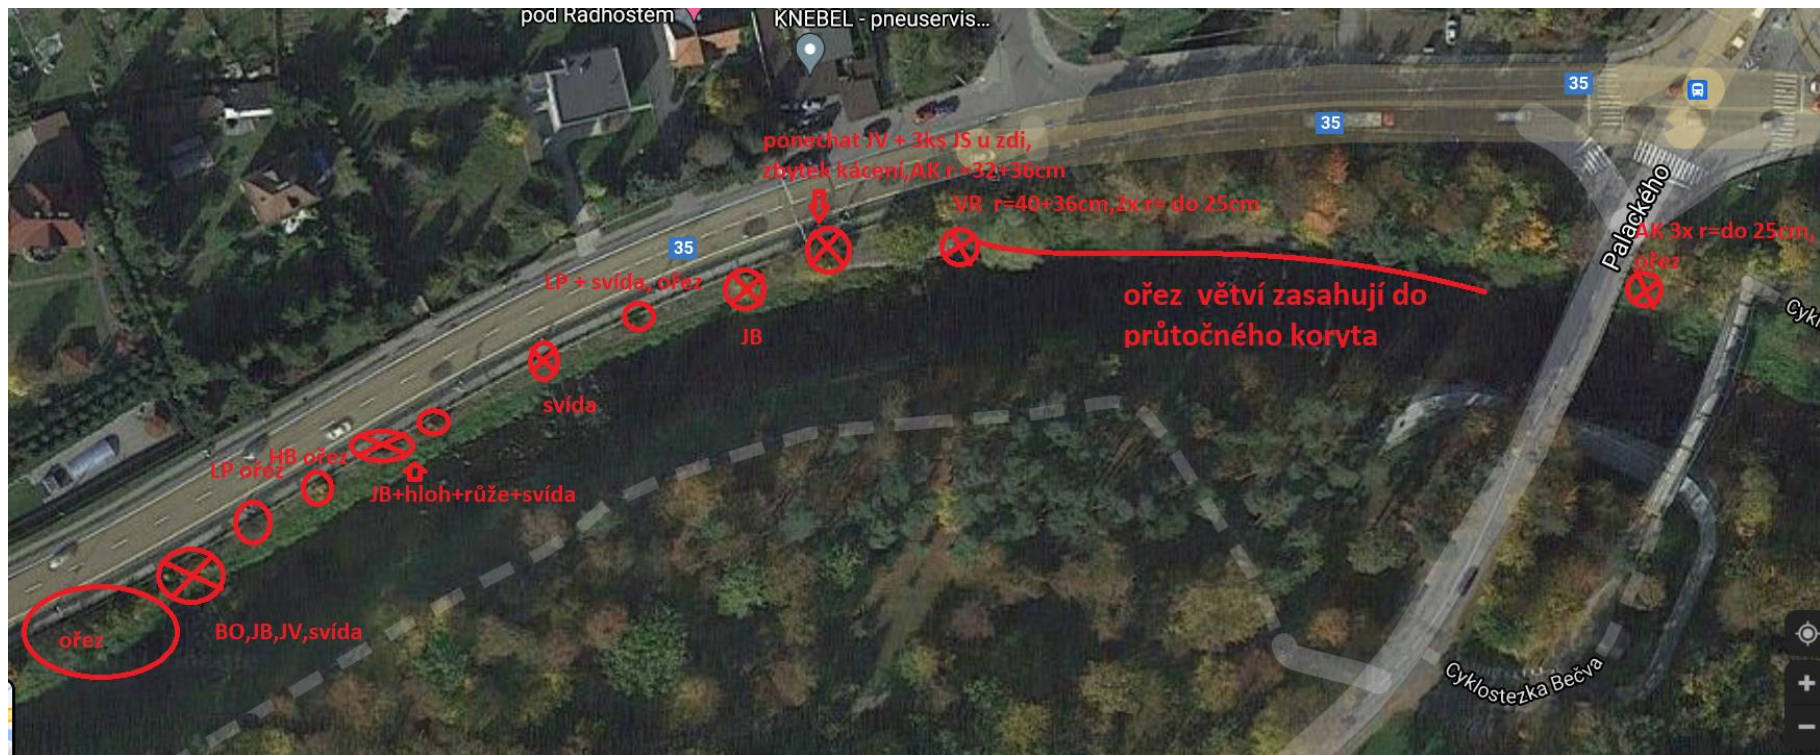 pod Radhoštěm
KNEBEL - pneuservis...
35
35
ponechat JV + 3ks JS u zdi,
zbytek kácení,AK r =32+36cm
VR r=40+36cm,2x r= do 25cm
Palackého
AK 3x r=do 25cm,
ořez
35
LP + svída, ořez
ořez větví zasahují do
průtočného koryta
JB
svída
HB ořez
LP ořez
JB+hloh+růže+svída
BO,JB,JV,svída
ořez
Cyklostezka Bečva
Cykl